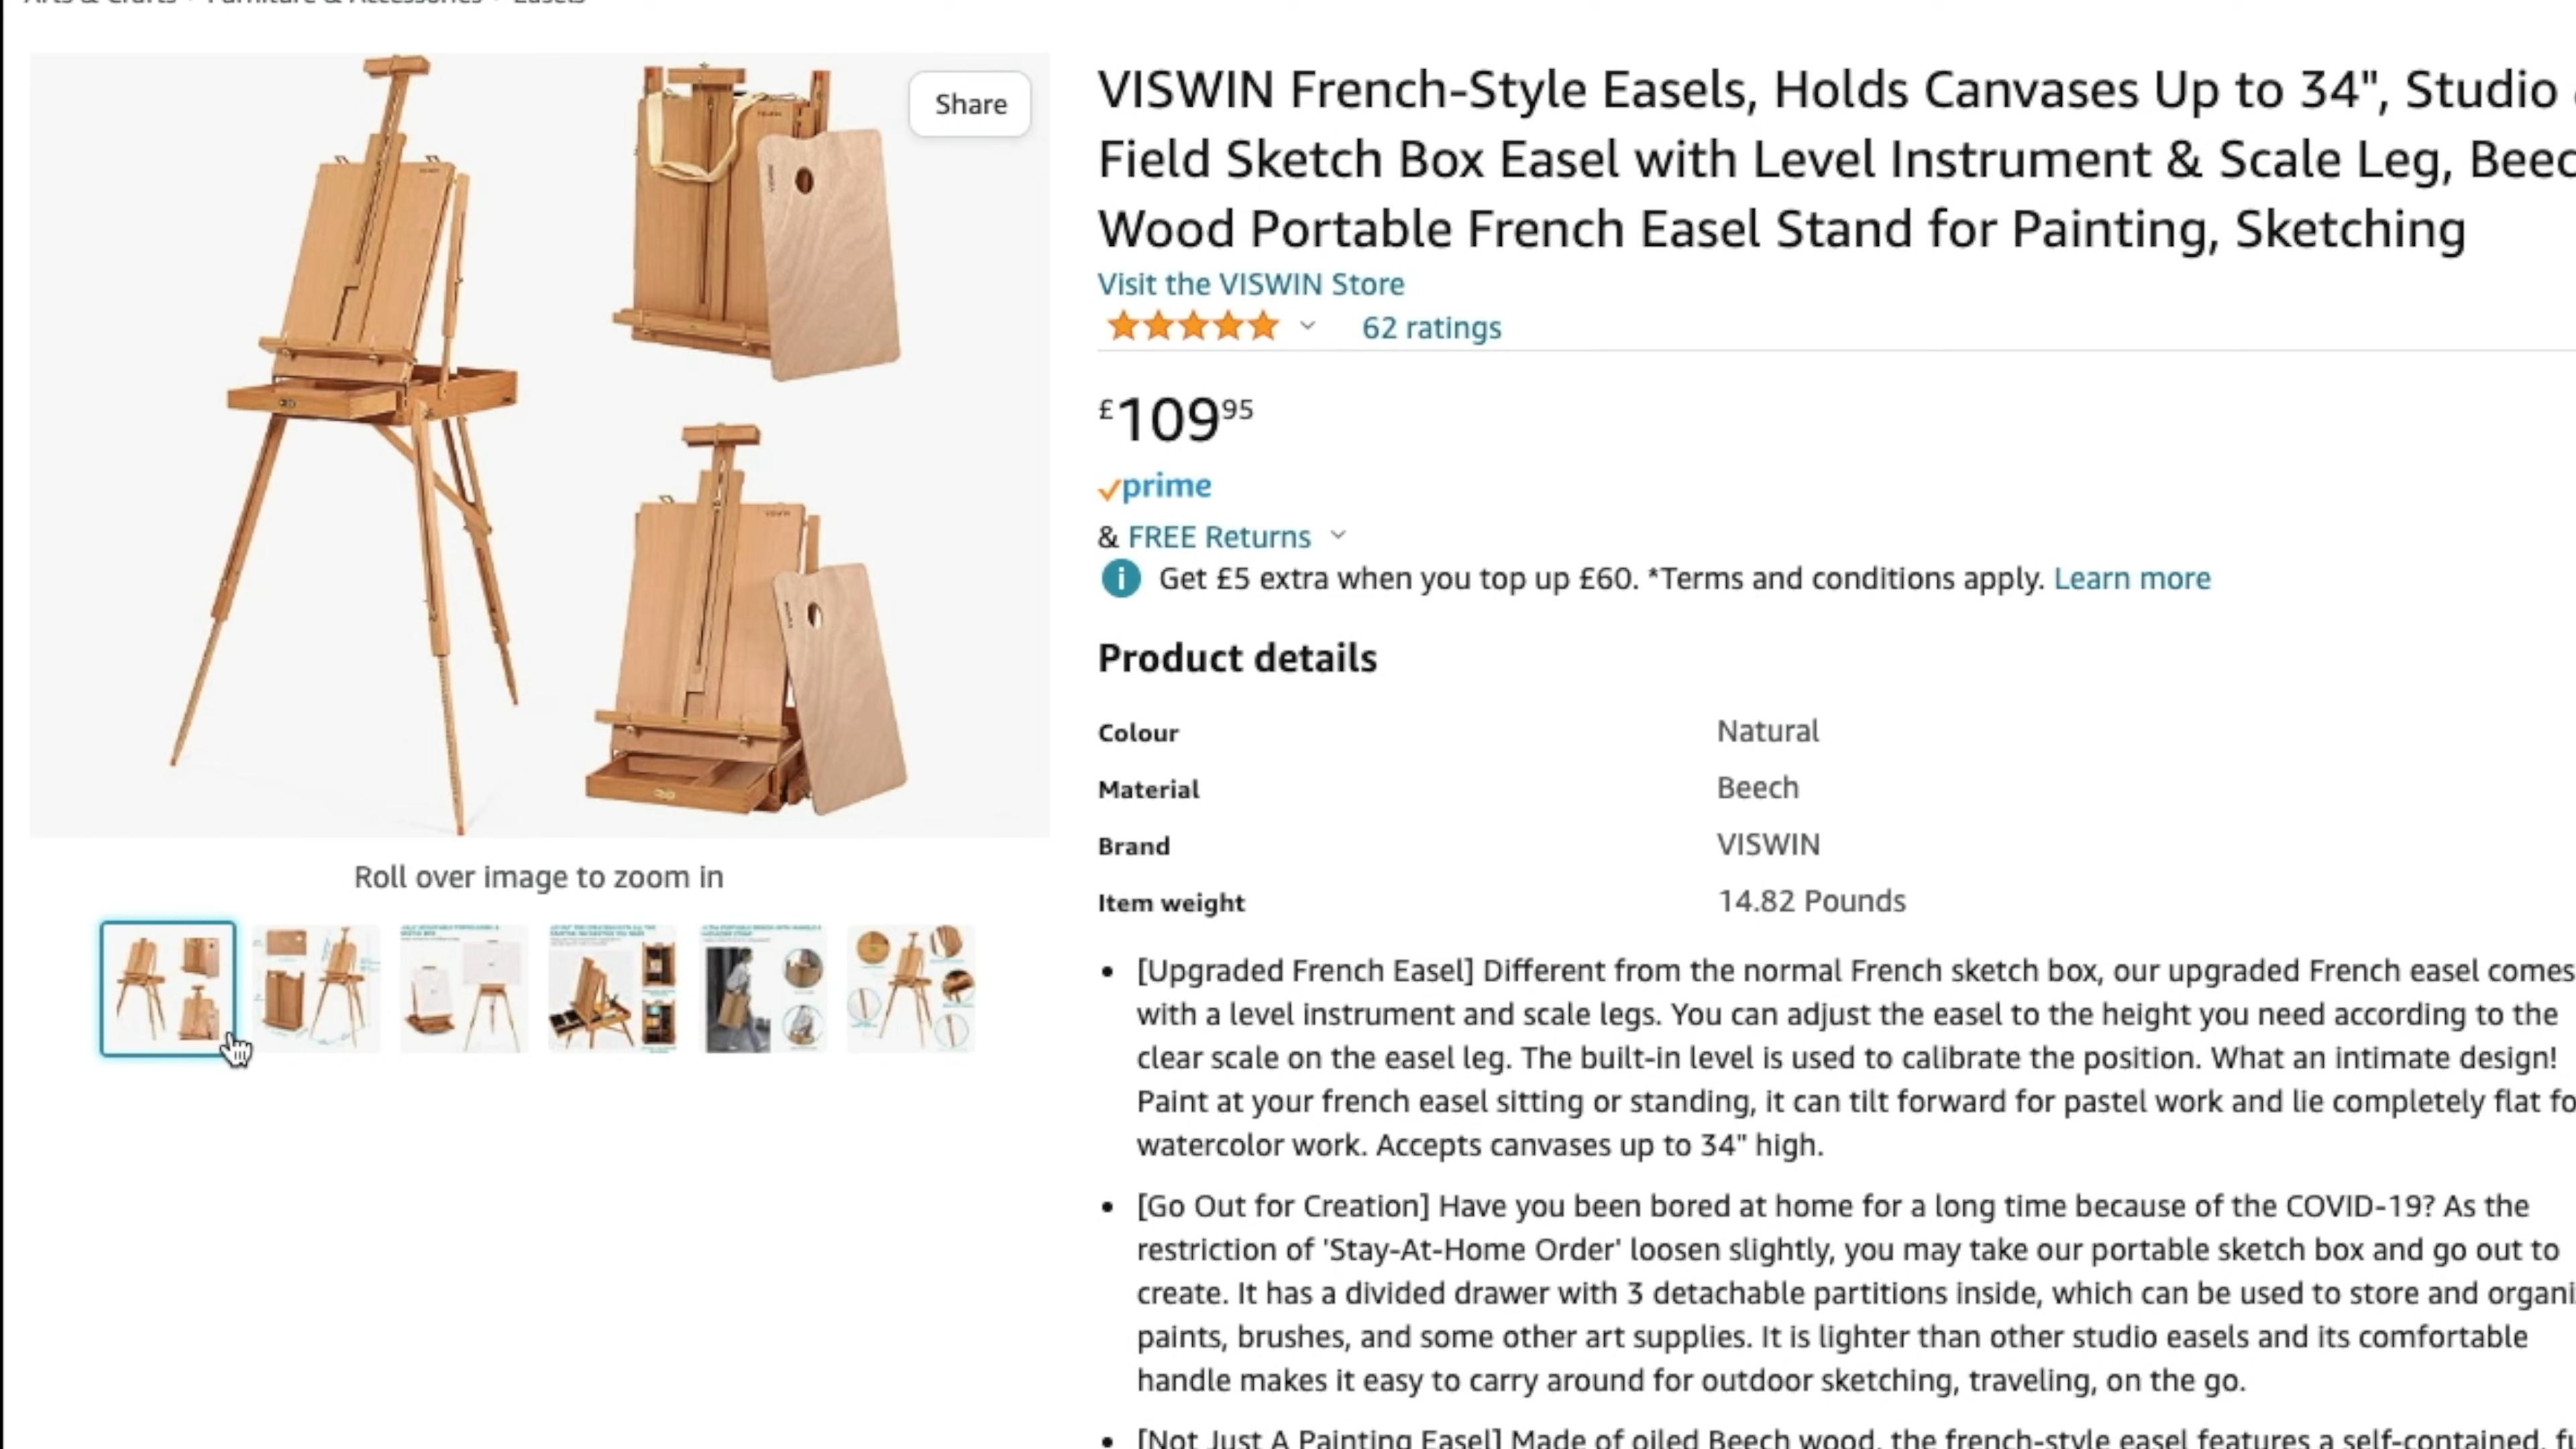 Arts & Crafts › Furniture & Accessories › Easels
Share
VISWIN French-Style Easels, Holds Canvases Up to 34", Studio
Field Sketch Box Easel with Level Instrument & Scale Leg, Beec
Wood Portable French Easel Stand for Painting, Sketching
Visit the VISWIN Store
62 ratings
£109 95
prime
& FREE Returns
i Get £5 extra when you top up £60. *Terms and conditions apply. Learn more
Product details
Colour Natural
Material Beech
Brand VISWIN
Item weight 14.82 Pounds
Roll over image to zoom in
• [Upgraded French Easel] Different from the normal French sketch box, our upgraded French easel comes
with a level instrument and scale legs. You can adjust the easel to the height you need according to the
clear scale on the easel leg. The built-in level is used to calibrate the position. What an intimate design!
Paint at your french easel sitting or standing, it can tilt forward for pastel work and lie completely flat fo
watercolor work. Accepts canvases up to 34" high.
• [Go Out for Creation] Have you been bored at home for a long time because of the COVID-19? As the
restriction of 'Stay-At-Home Order' loosen slightly, you may take our portable sketch box and go out to
create. It has a divided drawer with 3 detachable partitions inside, which can be used to store and organi
paints, brushes, and some other art supplies. It is lighter than other studio easels and its comfortable
handle makes it easy to carry around for outdoor sketching, traveling, on the go.
• [Not Just A Painting Easel] Made of oiled Beech wood, the french-style easel features a self-contained,